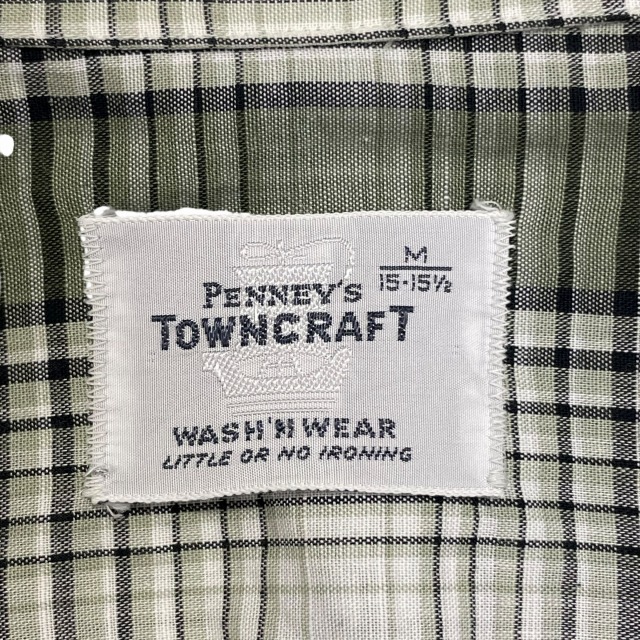 M
15-15½
PENNEY'S
TOWNCRAFT
WASH'N WEAR
LITTLE OR NO IRONING